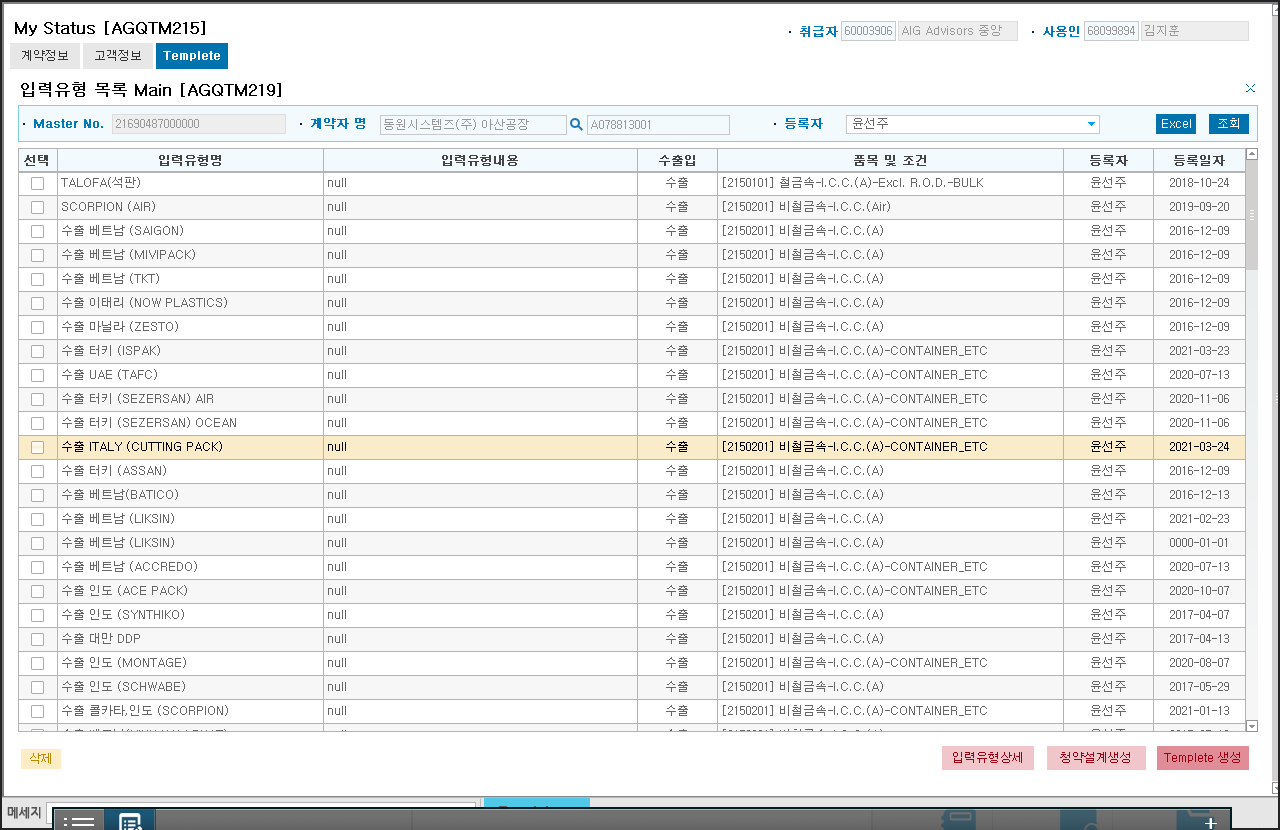 My Status [AGQTM215]
· 취급자 60003906 AIG Advisors 중앙 · 사용인 68099894 김지훈
계약정보 고객정보 Templete
입력유형 목록 Main [AGQTM219]
· Master No. 21690487000000 · 계약자 명 동원시스템즈(주) 아산공장 A078813001 · 등록자 윤선주 Excel 조회
선택 입력유형명 입력유형내용 수출입 품목 및 조건 등록자 등록일자
TALOFA(석판) null 수출 [2150101] 철금속-I.C.C.(A)-Excl. R.O.D.-BULK 윤선주 2018-10-24
SCORPION (AIR) null 수출 [2150201] 비철금속-I.C.C.(Air) 윤선주 2019-09-20
수출 베트남 (SAIGON) null 수출 [2150201] 비철금속-I.C.C.(A) 윤선주 2016-12-09
수출 베트남 (MIVIPACK) null 수출 [2150201] 비철금속-I.C.C.(A) 윤선주 2016-12-09
수출 베트남 (TKT) null 수출 [2150201] 비철금속-I.C.C.(A) 윤선주 2016-12-09
수출 이태리 (NOW PLASTICS) null 수출 [2150201] 비철금속-I.C.C.(A) 윤선주 2016-12-09
수출 마닐라 (ZESTO) null 수출 [2150201] 비철금속-I.C.C.(A) 윤선주 2016-12-09
수출 터키 (ISPAK) null 수출 [2150201] 비철금속-I.C.C.(A)-CONTAINER_ETC 윤선주 2021-03-23
수출 UAE (TAFC) null 수출 [2150201] 비철금속-I.C.C.(A)-CONTAINER_ETC 윤선주 2020-07-13
수출 터키 (SEZERSAN) AIR null 수출 [2150201] 비철금속-I.C.C.(A)-CONTAINER_ETC 윤선주 2020-11-06
수출 터키 (SEZERSAN) OCEAN null 수출 [2150201] 비철금속-I.C.C.(A)-CONTAINER_ETC 윤선주 2020-11-06
수출 ITALY (CUTTING PACK) null 수출 [2150201] 비철금속-I.C.C.(A)-CONTAINER_ETC 윤선주 2021-03-24
수출 터키 (ASSAN) null 수출 [2150201] 비철금속-I.C.C.(A) 윤선주 2016-12-09
수출 베트남(BATICO) null 수출 [2150201] 비철금속-I.C.C.(A) 윤선주 2016-12-13
수출 베트남 (LIKSIN) null 수출 [2150201] 비철금속-I.C.C.(A) 윤선주 2021-02-23
수출 베트남 (LIKSIN) null 수출 [2150201] 비철금속-I.C.C.(A) 윤선주 0000-01-01
수출 베트남 (ACCREDO) null 수출 [2150201] 비철금속-I.C.C.(A)-CONTAINER_ETC 윤선주 2020-07-13
수출 인도 (ACE PACK) null 수출 [2150201] 비철금속-I.C.C.(A)-CONTAINER_ETC 윤선주 2020-10-07
수출 인도 (SYNTHIKO) null 수출 [2150201] 비철금속-I.C.C.(A) 윤선주 2017-04-07
수출 대만 DDP null 수출 [2150201] 비철금속-I.C.C.(A) 윤선주 2017-04-13
수출 인도 (MONTAGE) null 수출 [2150201] 비철금속-I.C.C.(A)-CONTAINER_ETC 윤선주 2020-08-07
수출 인도 (SCHWABE) null 수출 [2150201] 비철금속-I.C.C.(A) 윤선주 2017-05-29
수출 콜카타,인도 (SCORPION) null 수출 [2150201] 비철금속-I.C.C.(A)-CONTAINER_ETC 윤선주 2021-01-13
삭제 입력유형상세 청약설계생성 Templete 생성
메세지